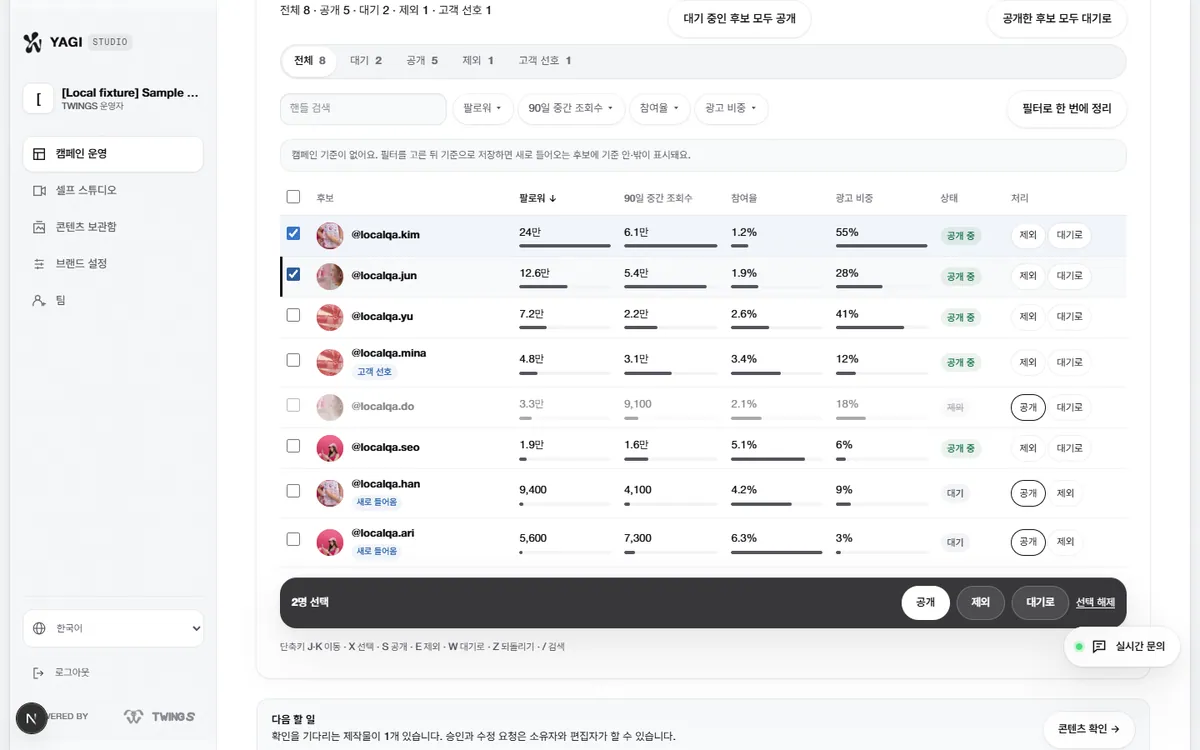 YAGI STUDIO
[Local fixture] Sample ...
TWINGS 운영자
캠페인 운영
셀프 스튜디오
콘텐츠 보관함
브랜드 설정
팀
한국어
로그아웃
N
VERED BY
TWINGS
전체 8 · 공개 5 · 대기 2 · 제외 1 · 고객 선호 1
대기 중인 후보 모두 공개
공개한 후보 모두 대기로
전체 8 대기 2 공개 5 제외 1 고객 선호 1
핸들 검색 팔로워 90일 중간 조회수 참여율 광고 비중 필터로 한 번에 정리
캠페인 기준이 없어요. 필터를 고른 뒤 기준으로 저장하면 새로 들어오는 후보에 기준 안·밖이 표시돼요.
후보 팔로워 ↓ 90일 중간 조회수 참여율 광고 비중 상태 처리
@localqa.kim 24만 6.1만 1.2% 55% 공개 중 제외 대기로
@localqa.jun 12.6만 5.4만 1.9% 28% 공개 중 제외 대기로
@localqa.yu 7.2만 2.2만 2.6% 41% 공개 중 제외 대기로
@localqa.mina 4.8만 3.1만 3.4% 12% 공개 중 제외 대기로
고객 선호
@localqa.do 3.3만 9,100 2.1% 18% 제외 공개 대기로
@localqa.seo 1.9만 1.6만 5.1% 6% 공개 중 제외 대기로
@localqa.han 9,400 4,100 4.2% 9% 대기 공개 제외
새로 들어옴
@localqa.ari 5,600 7,300 6.3% 3% 대기 공개 제외
새로 들어옴
2명 선택 공개 제외 대기로 선택 해제
단축키 J·K 이동 · X 선택 · S 공개 · E 제외 · W 대기로 · Z 되돌리기 · / 검색
실시간 문의
다음 할 일
확인을 기다리는 제작물이 1개 있습니다. 승인과 수정 요청은 소유자와 편집자가 할 수 있습니다.
콘텐츠 확인 →